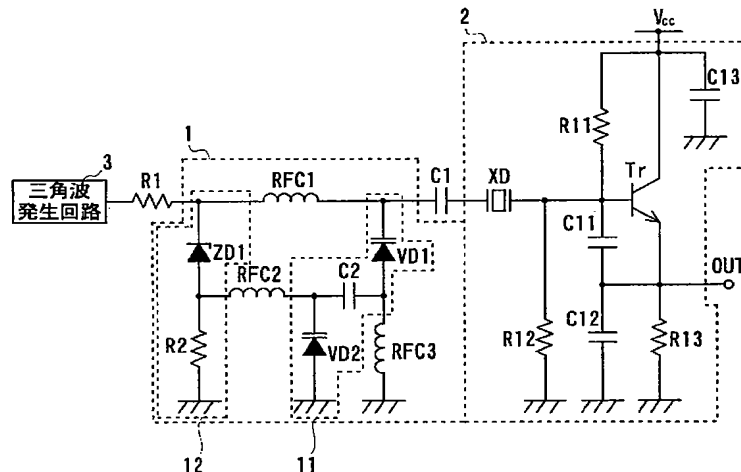 2
Vcc
C13
R11
1
3
三角波
発生回路
R1
RFC1
C1
XD
Tr
C11
ZD1
RFC2
C2
VD1
OUT
R2
VD2
RFC3
R12
C12
R13
12
11